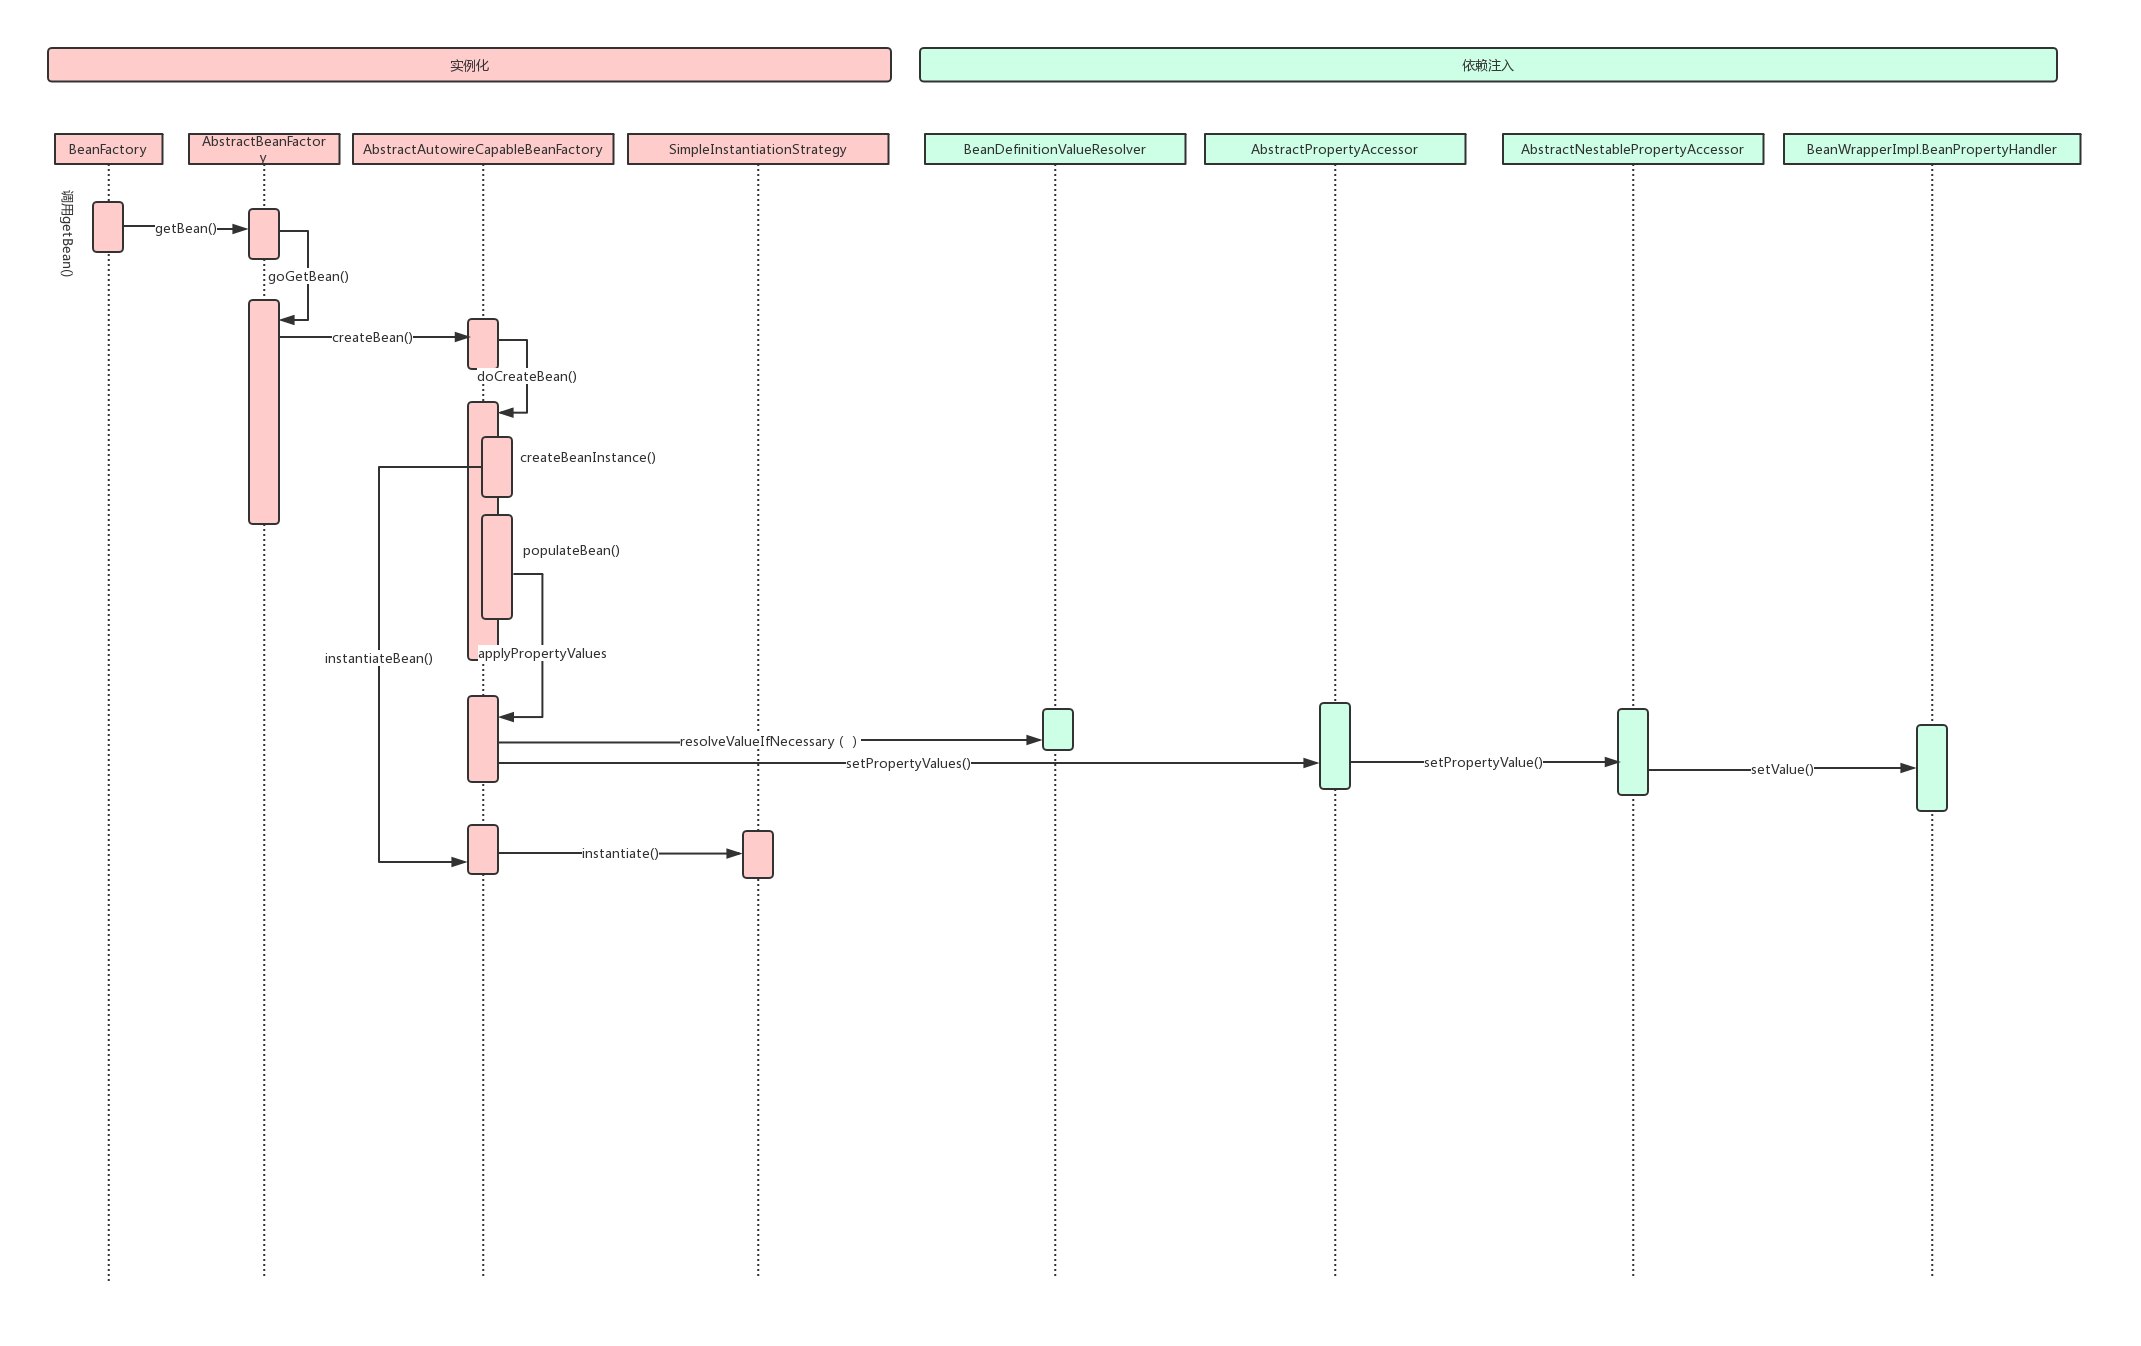 实例化
依赖注入
BeanFactory
AbstractBeanFactor
y
AbstractAutowireCapableBeanFactory
SimpleInstantiationStrategy
BeanDefinitionValueResolver
AbstractPropertyAccessor
AbstractNestablePropertyAccessor
BeanWrapperImpl.BeanPropertyHandler
调用getBean()
getBean()
goGetBean()
createBean()
doCreateBean()
createBeanInstance()
populateBean()
instantiateBean()
applyPropertyValues
resolveValueIfNecessary（ ）
setPropertyValues()
setPropertyValue()
setValue()
instantiate()